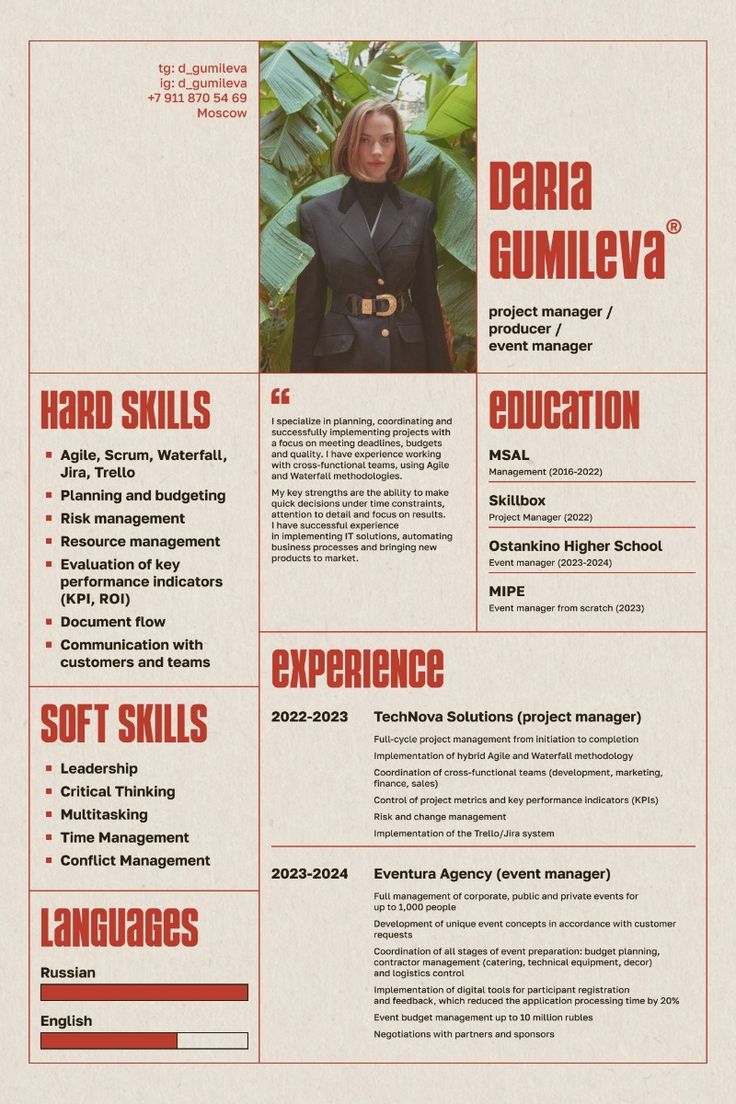 tg: d_gumileva
ig: d_gumileva
+7 911 870 54 69
Moscow
DaRIa
GUMILeva®
project manager /
producer /
event manager
HaRD SKILLS
Agile, Scrum, Waterfall,
Jira, Trello
Planning and budgeting
Risk management
Resource management
Evaluation of key
performance indicators
(KPI, ROI)
Document flow
Communication with
customers and teams
SOFT SKILLS
Leadership
Critical Thinking
Multitasking
Time Management
Conflict Management
LaNGUaGeS
Russian
English
“
I specialize in planning, coordinating and
successfully implementing projects with
a focus on meeting deadlines, budgets
and quality. I have experience working
with cross-functional teams, using Agile
and Waterfall methodologies.
My key strengths are the ability to make
quick decisions under time constraints,
attention to detail and focus on results.
I have successful experience
in implementing IT solutions, automating
business processes and bringing new
products to market.
eDUCaTION
MSAL
Management (2016-2022)
Skillbox
Project Manager (2022)
Ostankino Higher School
Event manager (2023-2024)
MIPE
Event manager from scratch (2023)
exPeRIeNCe
2022-2023 TechNova Solutions (project manager)
Full-cycle project management from initiation to completion
Implementation of hybrid Agile and Waterfall methodology
Coordination of cross-functional teams (development, marketing,
finance, sales)
Control of project metrics and key performance indicators (KPIs)
Risk and change management
Implementation of the Trello/Jira system
2023-2024 Eventura Agency (event manager)
Full management of corporate, public and private events for
up to 1,000 people
Development of unique event concepts in accordance with customer
requests
Coordination of all stages of event preparation: budget planning,
contractor management (catering, technical equipment, decor)
and logistics control
Implementation of digital tools for participant registration
and feedback, which reduced the application processing time by 20%
Event budget management up to 10 million rubles
Negotiations with partners and sponsors